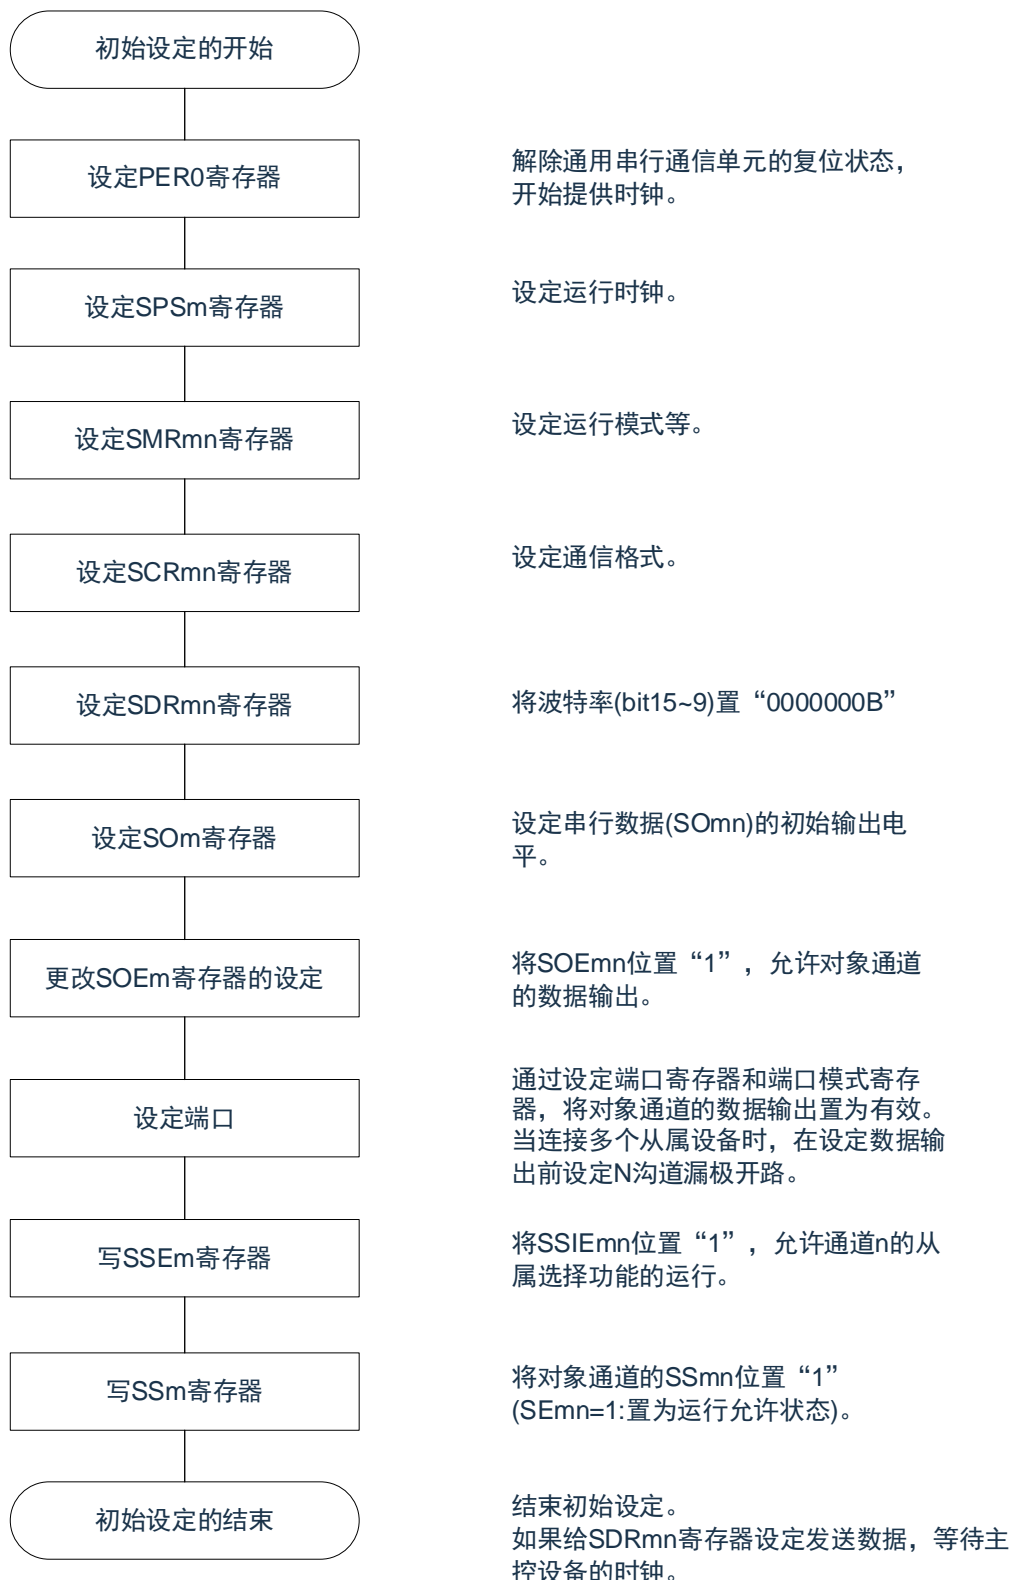 初始设定的开始
设定PER0寄存器
解除通用串行通信单元的复位状态，
开始提供时钟。
设定SPSm寄存器
设定运行时钟。
设定SMRmn寄存器
设定运行模式等。
设定SCRmn寄存器
设定通信格式。
设定SDRmn寄存器
将波特率(bit15~9)置“0000000B”
设定SOm寄存器
设定串行数据(SOmn)的初始输出电
平。
更改SOEm寄存器的设定
将SOEmn位置“1”，允许对象通道
的数据输出。
设定端口
通过设定端口寄存器和端口模式寄存
器，将对象通道的数据输出置为有效。
当连接多个从属设备时，在设定数据输
出前设定N沟道漏极开路。
写SSEm寄存器
将SSIEmn位置“1”，允许通道n的从
属选择功能的运行。
写SSm寄存器
将对象通道的SSmn位置“1”
(SEmn=1:置为运行允许状态)。
初始设定的结束
结束初始设定。
如果给SDRmn寄存器设定发送数据，等待主
控设备的时钟。